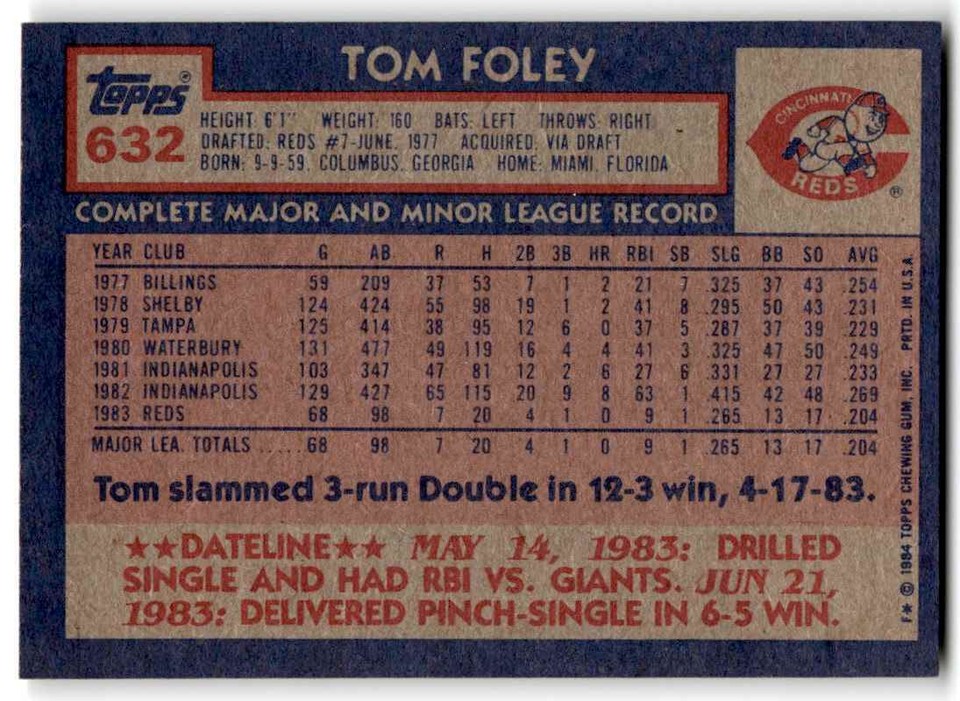 TOM FOLEY
Topps®
632
HEIGHT: 6'1" WEIGHT: 160 BATS: LEFT THROWS: RIGHT
DRAFTED: REDS #7-JUNE, 1977 ACQUIRED: VIA DRAFT
BORN: 9-9-59, COLUMBUS, GEORGIA HOME: MIAMI, FLORIDA
CINCINNATI
REDS
®
COMPLETE MAJOR AND MINOR LEAGUE RECORD
YEAR CLUB G AB R H 2B 3B HR RBI SB SLG BB SO AVG
1977 BILLINGS 59 209 37 53 7 1 2 21 7 .325 37 43 .254
1978 SHELBY 124 424 55 98 19 1 2 41 8 .295 50 43 .231
1979 TAMPA 125 414 38 95 12 6 0 37 5 .287 37 39 .229
1980 WATERBURY 131 477 49 119 16 4 4 41 3 .325 47 50 .249
1981 INDIANAPOLIS 103 347 47 81 12 2 6 27 6 .331 27 27 .233
1982 INDIANAPOLIS 129 427 65 115 20 9 8 63 1 .415 42 48 .269
1983 REDS 68 98 7 20 4 1 0 9 1 .265 13 17 .204
MAJOR LEA. TOTALS .....68 98 7 20 4 1 0 9 1 .265 13 17 .204
Tom slammed 3-run Double in 12-3 win, 4-17-83.
★★DATELINE★★ MAY 14, 1983: DRILLED
SINGLE AND HAD RBI VS. GIANTS. JUN 21,
1983: DELIVERED PINCH-SINGLE IN 6-5 WIN.
F★ © 1984 TOPPS CHEWING GUM, INC. PRTD. IN U.S.A.